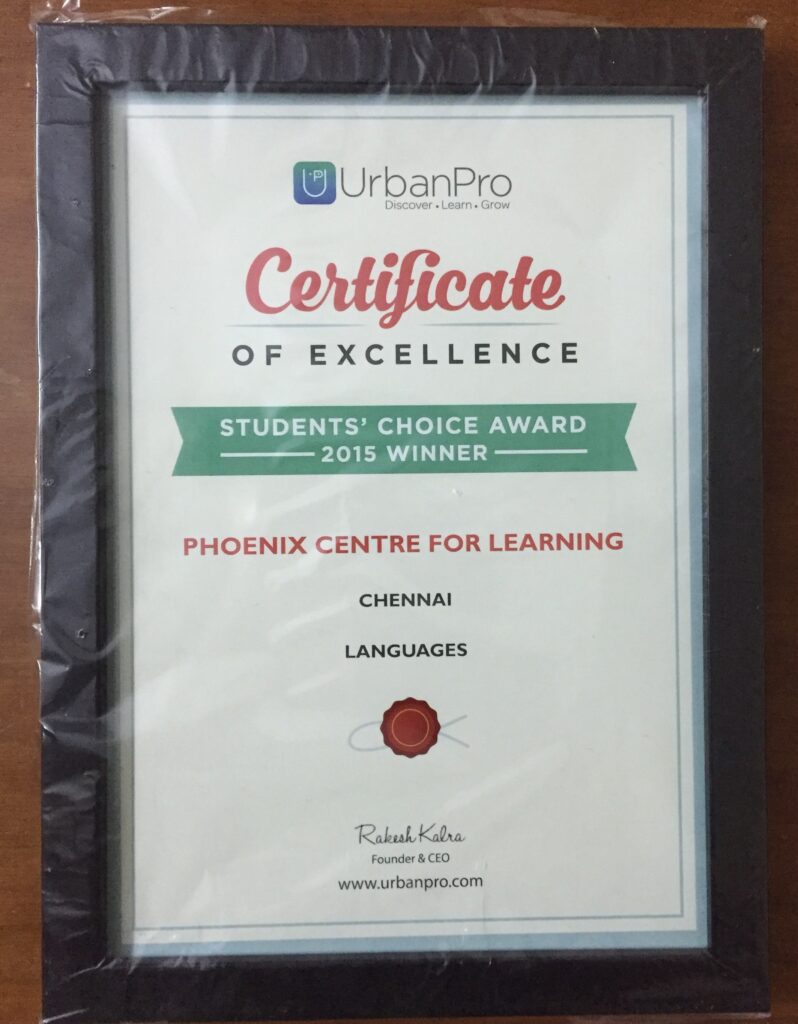 UrbanPro
Discover • Learn • Grow
Certificate
OF EXCELLENCE
STUDENTS' CHOICE AWARD
2015 WINNER
PHOENIX CENTRE FOR LEARNING
CHENNAI
LANGUAGES
Rakesh Kalra
Founder & CEO
www.urbanpro.com